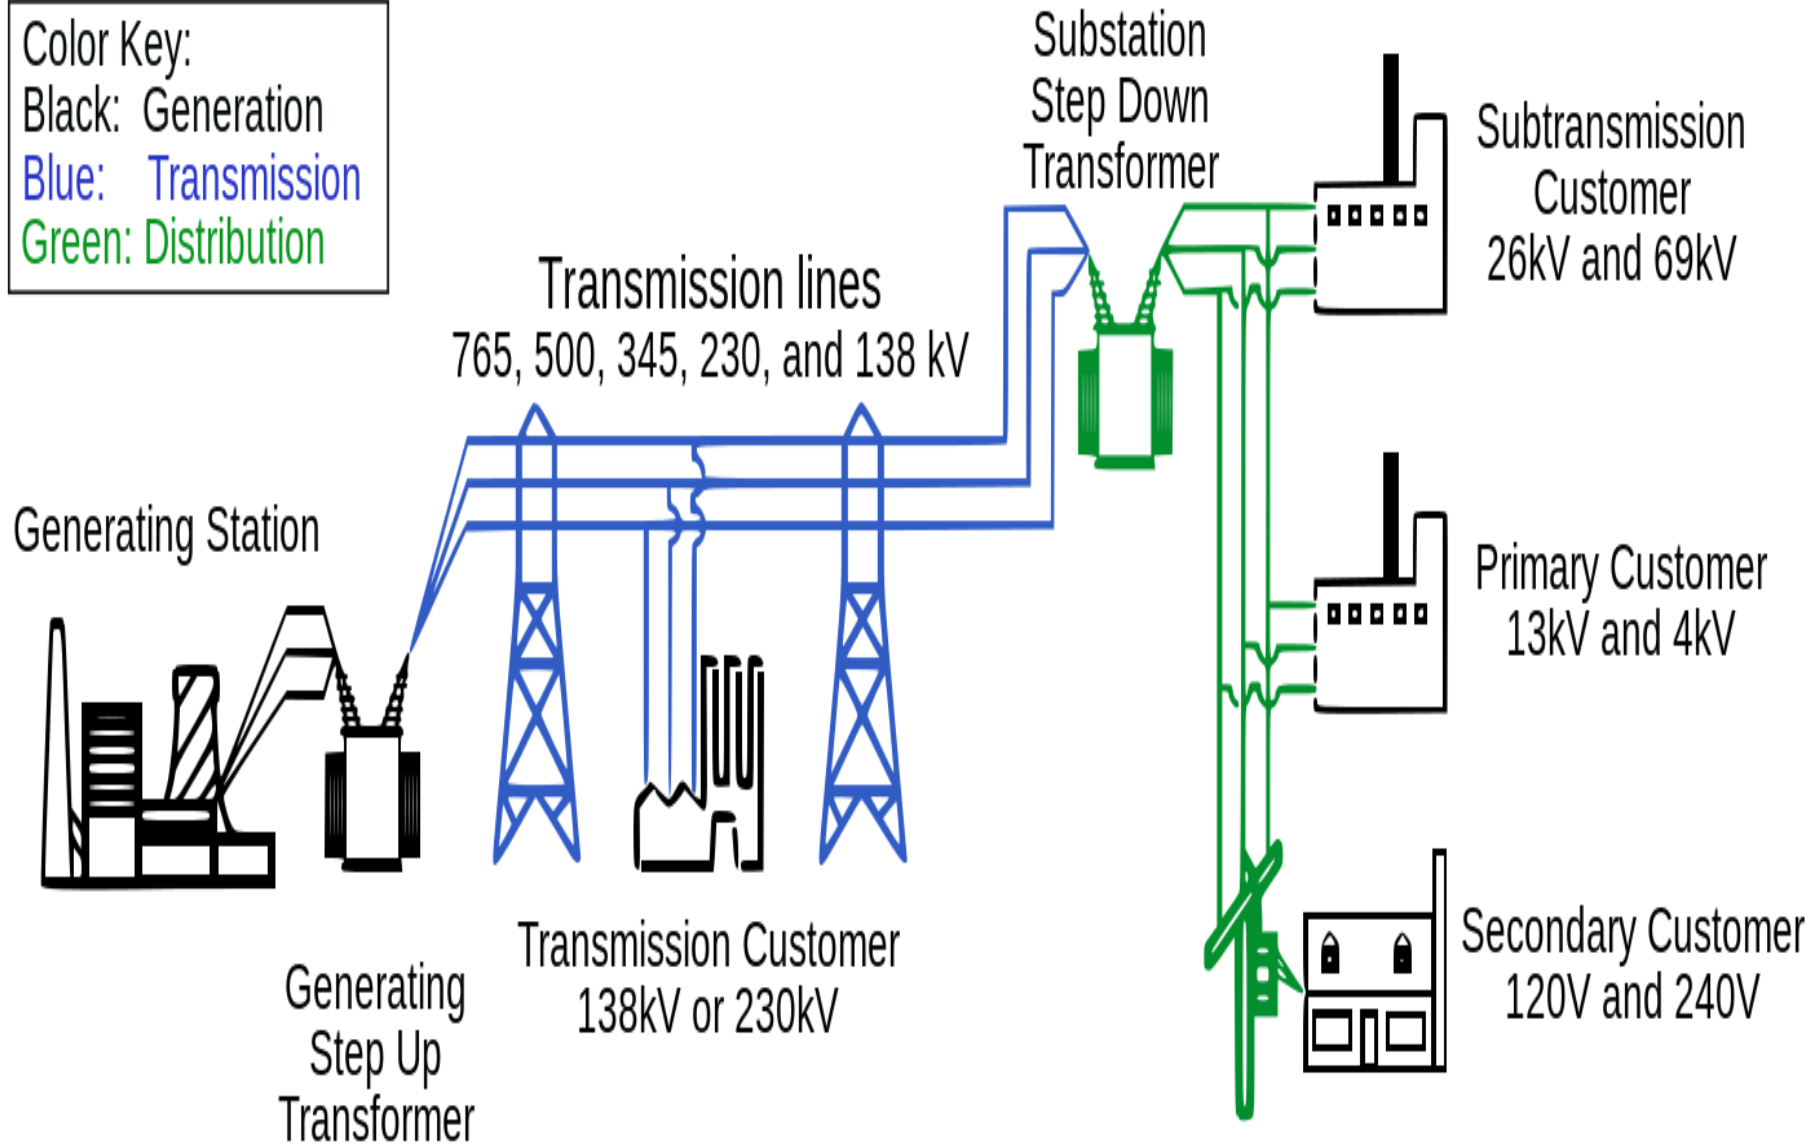 Color Key:
Black: Generation
Blue: Transmission
Green: Distribution
Substation
Step Down
Transformer
Subtransmission
Customer
26kV and 69kV
Transmission lines
765, 500, 345, 230, and 138 kV
Generating Station
Primary Customer
13kV and 4kV
Transmission Customer
138kV or 230kV
Secondary Customer
120V and 240V
Generating
Step Up
Transformer